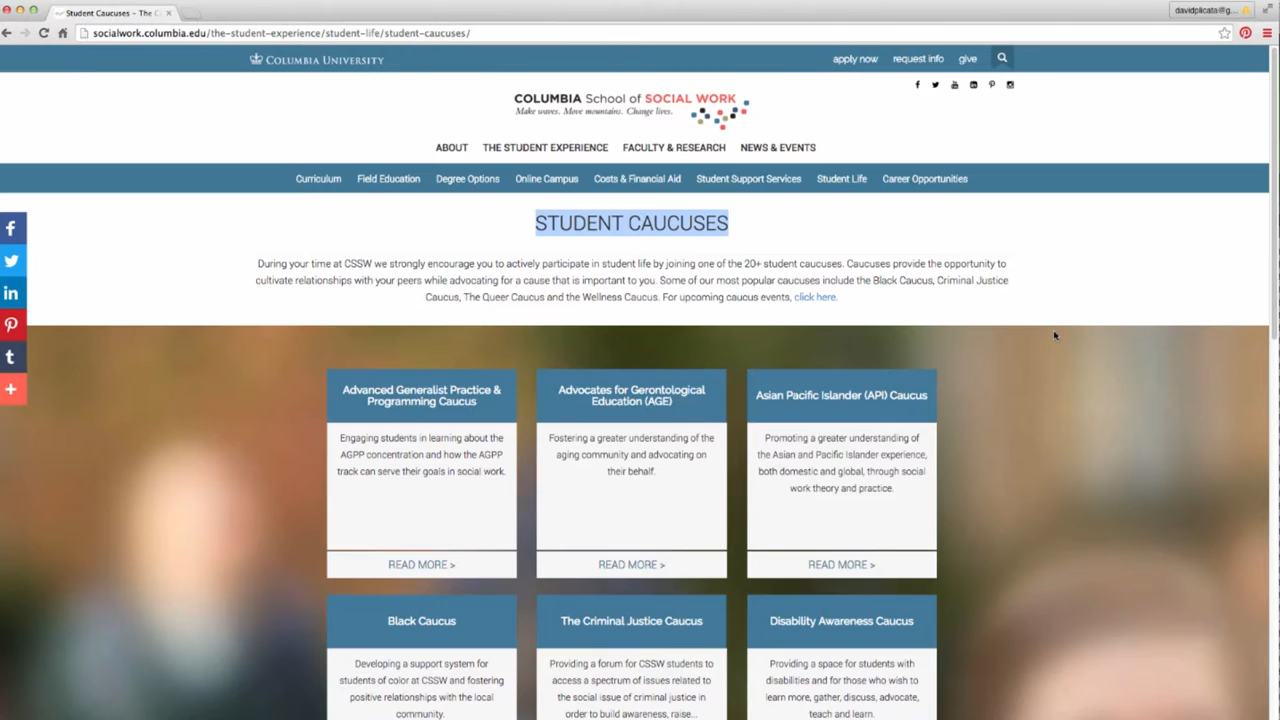 Student Caucuses – The C
davidplicata@g...
socialwork.columbia.edu/the-student-experience/student-life/student-caucuses/
COLUMBIA UNIVERSITY
apply now request info give
COLUMBIA School of SOCIAL WORK
Make waves. Move mountains. Change lives.
ABOUT THE STUDENT EXPERIENCE FACULTY & RESEARCH NEWS & EVENTS
Curriculum Field Education Degree Options Online Campus Costs & Financial Aid Student Support Services Student Life Career Opportunities
STUDENT CAUCUSES
During your time at CSSW we strongly encourage you to actively participate in student life by joining one of the 20+ student caucuses. Caucuses provide the opportunity to
cultivate relationships with your peers while advocating for a cause that is important to you. Some of our most popular caucuses include the Black Caucus, Criminal Justice
Caucus, The Queer Caucus and the Wellness Caucus. For upcoming caucus events, click here.
Advanced Generalist Practice &
Programming Caucus
Engaging students in learning about the
AGPP concentration and how the AGPP
track can serve their goals in social work.
READ MORE >
Advocates for Gerontological
Education (AGE)
Fostering a greater understanding of the
aging community and advocating on
their behalf.
READ MORE >
Asian Pacific Islander (API) Caucus
Promoting a greater understanding of
the Asian and Pacific Islander experience,
both domestic and global, through social
work theory and practice.
READ MORE >
Black Caucus
Developing a support system for
students of color at CSSW and fostering
positive relationships with the local
community.
The Criminal Justice Caucus
Providing a forum for CSSW students to
access a spectrum of issues related to
the social issue of criminal justice in
order to build awareness, raise...
Disability Awareness Caucus
Providing a space for students with
disabilities and for those who wish to
learn more, gather, discuss, advocate,
teach and learn.